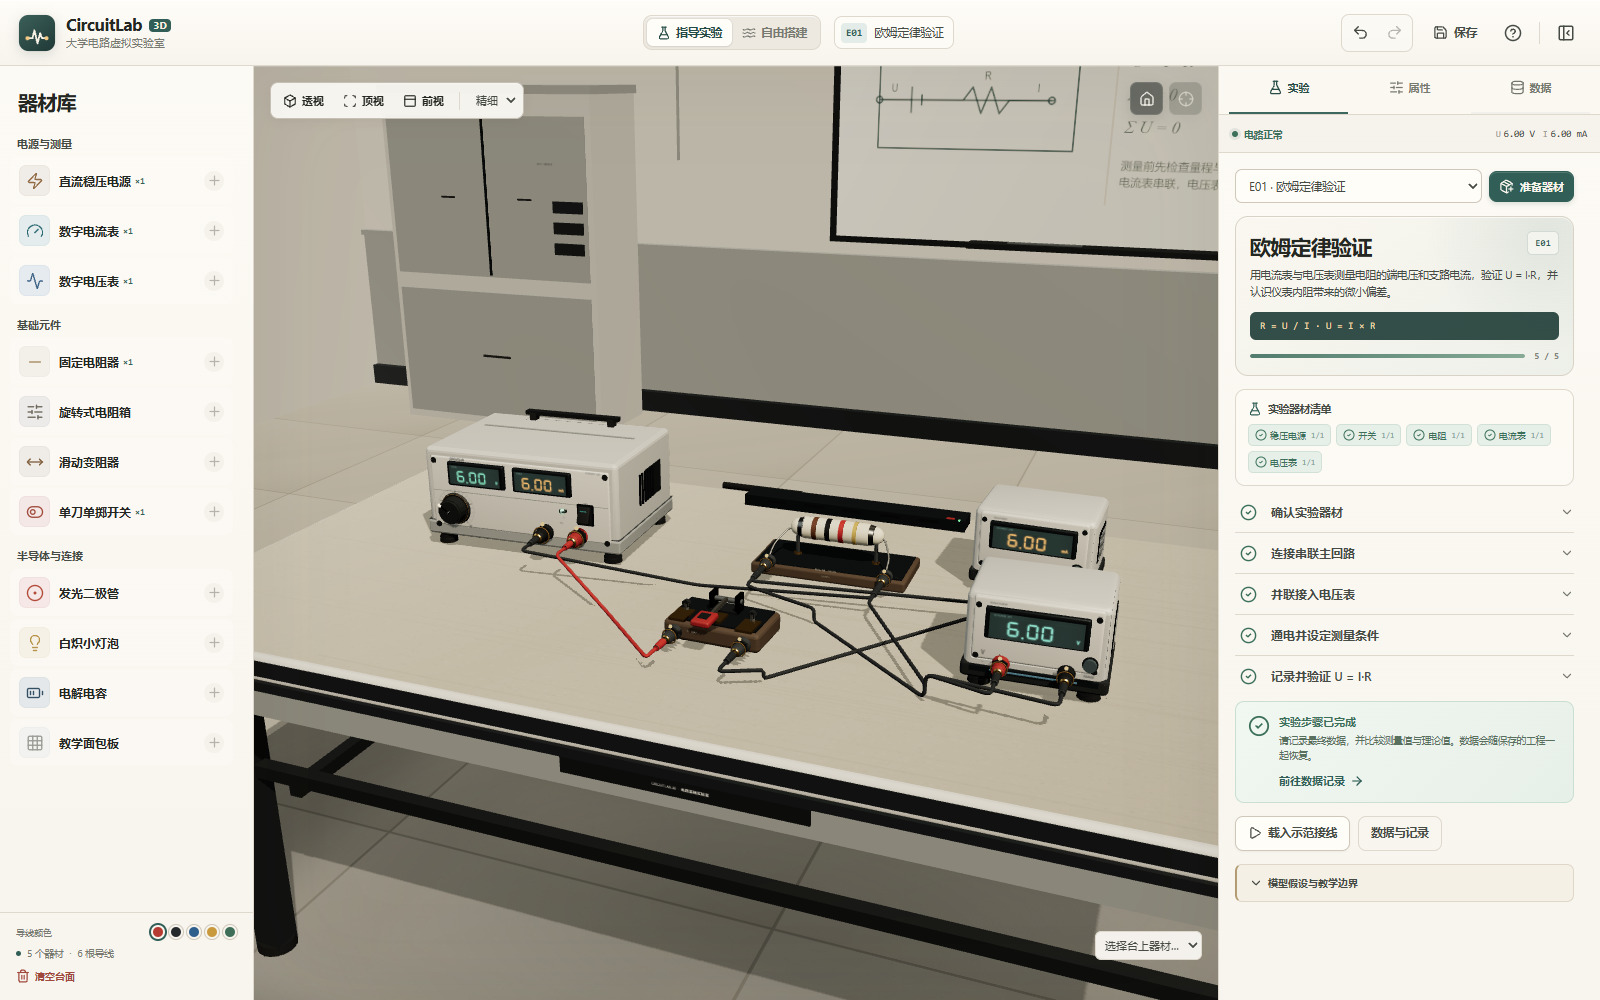 CircuitLab 3D
大学电路虚拟实验室
指导实验
自由搭建
E01 欧姆定律验证
保存
器材库
电源与测量
直流稳压电源 ×1
数字电流表 ×1
数字电压表 ×1
基础元件
固定电阻器 ×1
旋转式电阻箱
滑动变阻器
单刀单掷开关 ×1
半导体与连接
发光二极管
白炽小灯泡
电解电容
教学面包板
导线颜色
5 个器材 · 6 根导线
清空台面
透视
顶视
前视
精细
U
R
I
Σ U = 0
测量前先检查量程与
电流表串联，电压表
6.00
6.00
6.00
6.00
选择台上器材...
实验
属性
数据
电路正常
U 6.00 V I 6.00 mA
E01 · 欧姆定律验证
准备器材
欧姆定律验证
E01
用电流表与电压表测量电阻的端电压和支路电流，验证 U = I·R，并
认识仪表内阻带来的微小偏差。
R = U / I · U = I × R
5 / 5
实验器材清单
稳压电源 1/1
开关 1/1
电阻 1/1
电流表 1/1
电压表 1/1
确认实验器材
连接串联主回路
并联接入电压表
通电并设定测量条件
记录并验证 U = I·R
实验步骤已完成
请记录最终数据，并比较测量值与理论值。数据会随保存的工程一
起恢复。
前往数据记录 →
载入示范接线
数据与记录
模型假设与教学边界